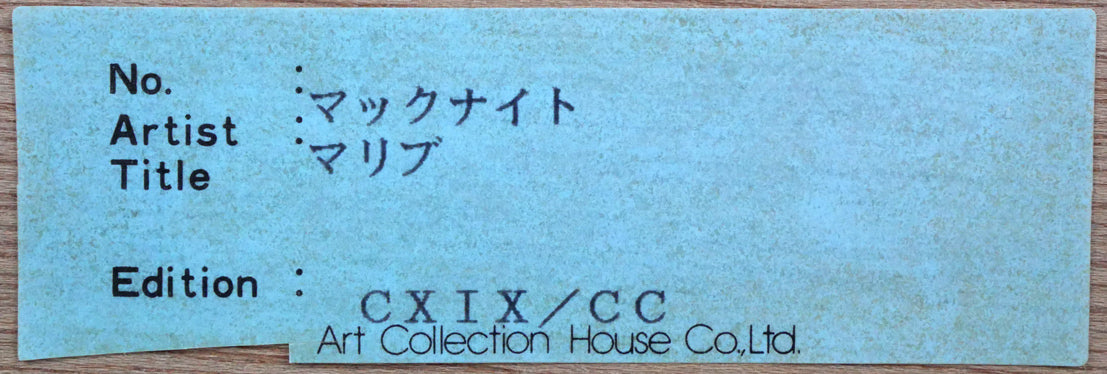 No. :
マックナイト
Artist :
マリブ
Title
Edition :
CXIX/CC
Art Collection House Co.,Ltd.